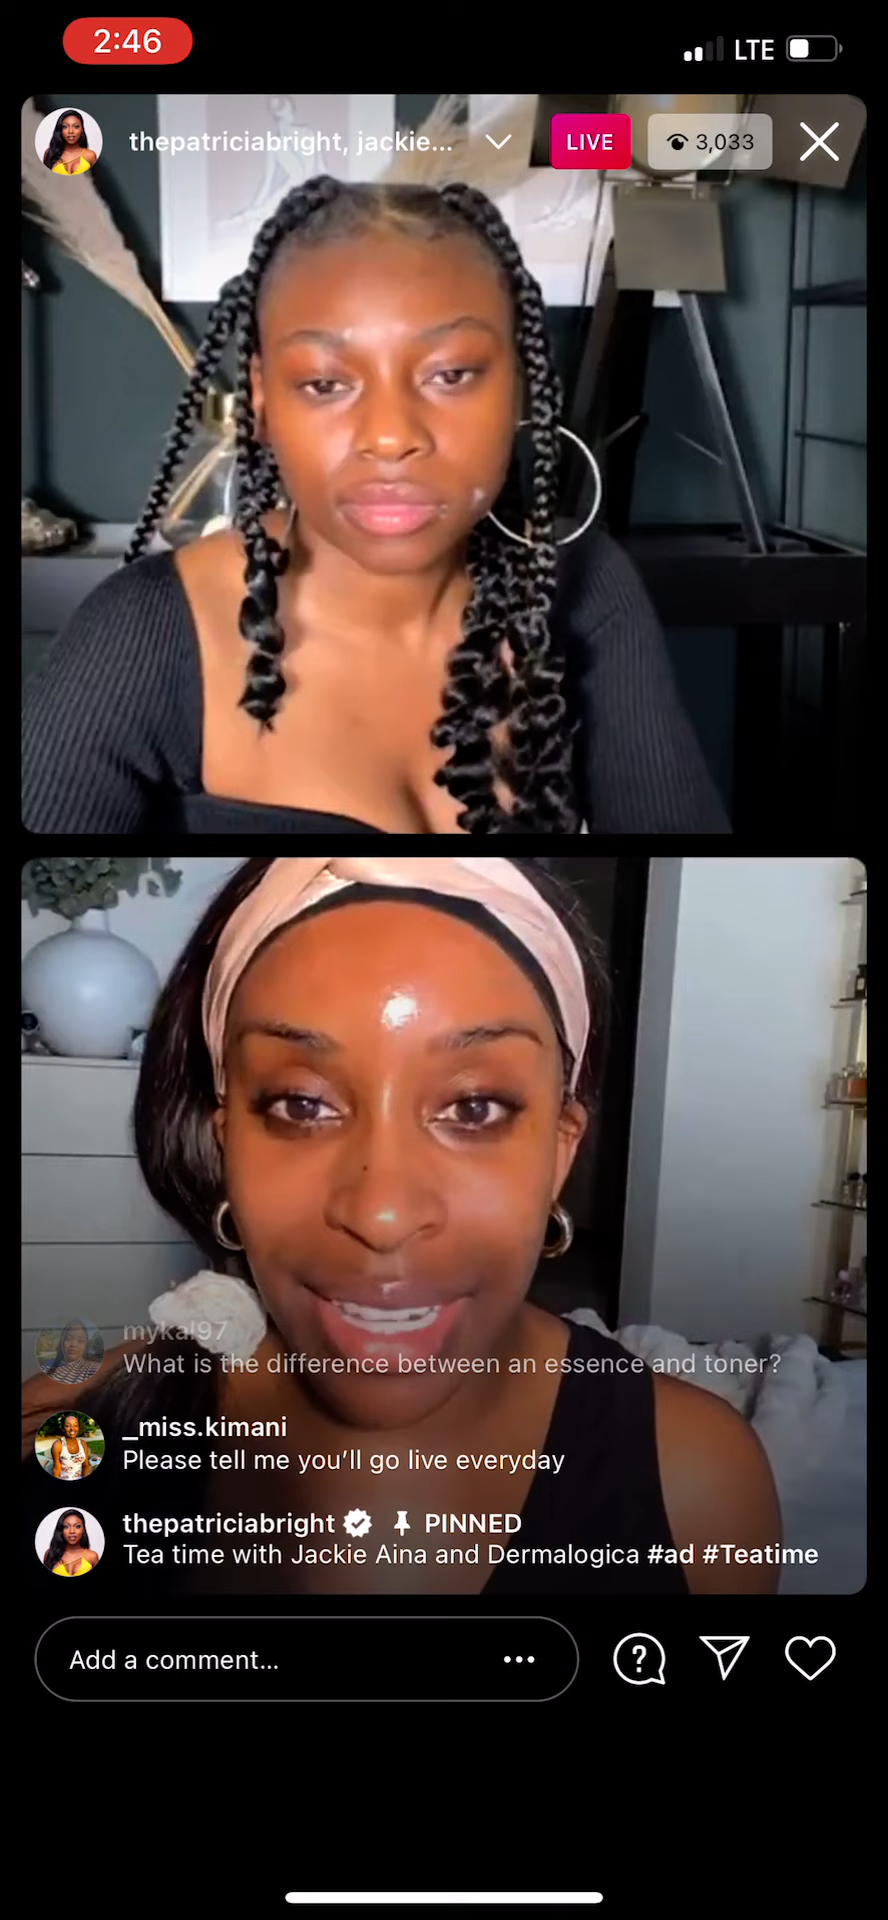 2:46
LTE
thepatriciabright, jackie...
LIVE
3,033
mykal97
What is the difference between an essence and toner?
_miss.kimani
Please tell me you’ll go live everyday
thepatriciabright PINNED
Tea time with Jackie Aina and Dermalogica #ad #Teatime
Add a comment...